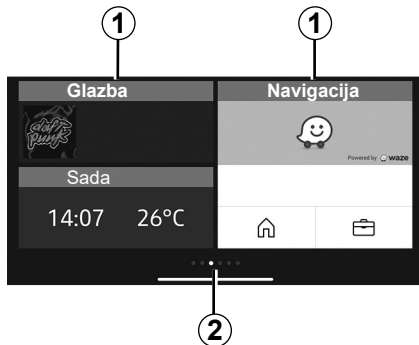 1
1
Glazba
Navigacija
daft
punk
Powered by waze
Sada
14:07 26°C
2